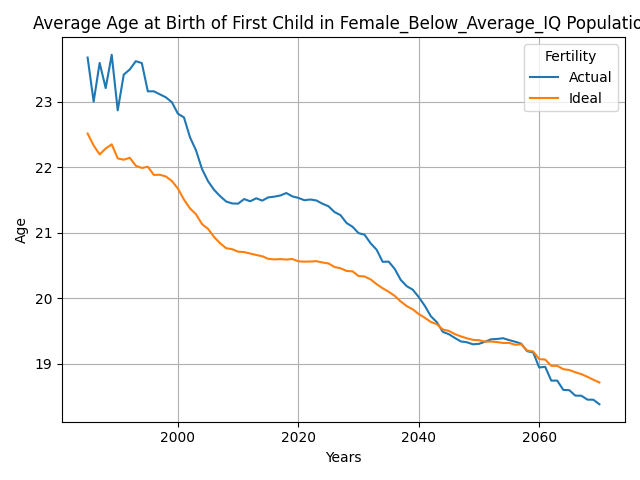 Average Age at Birth of First Child in Female_Below_Average_IQ Populatio
Fertility
Actual
Ideal
23
22
21
20
19
Age
2000
2020
2040
2060
Years